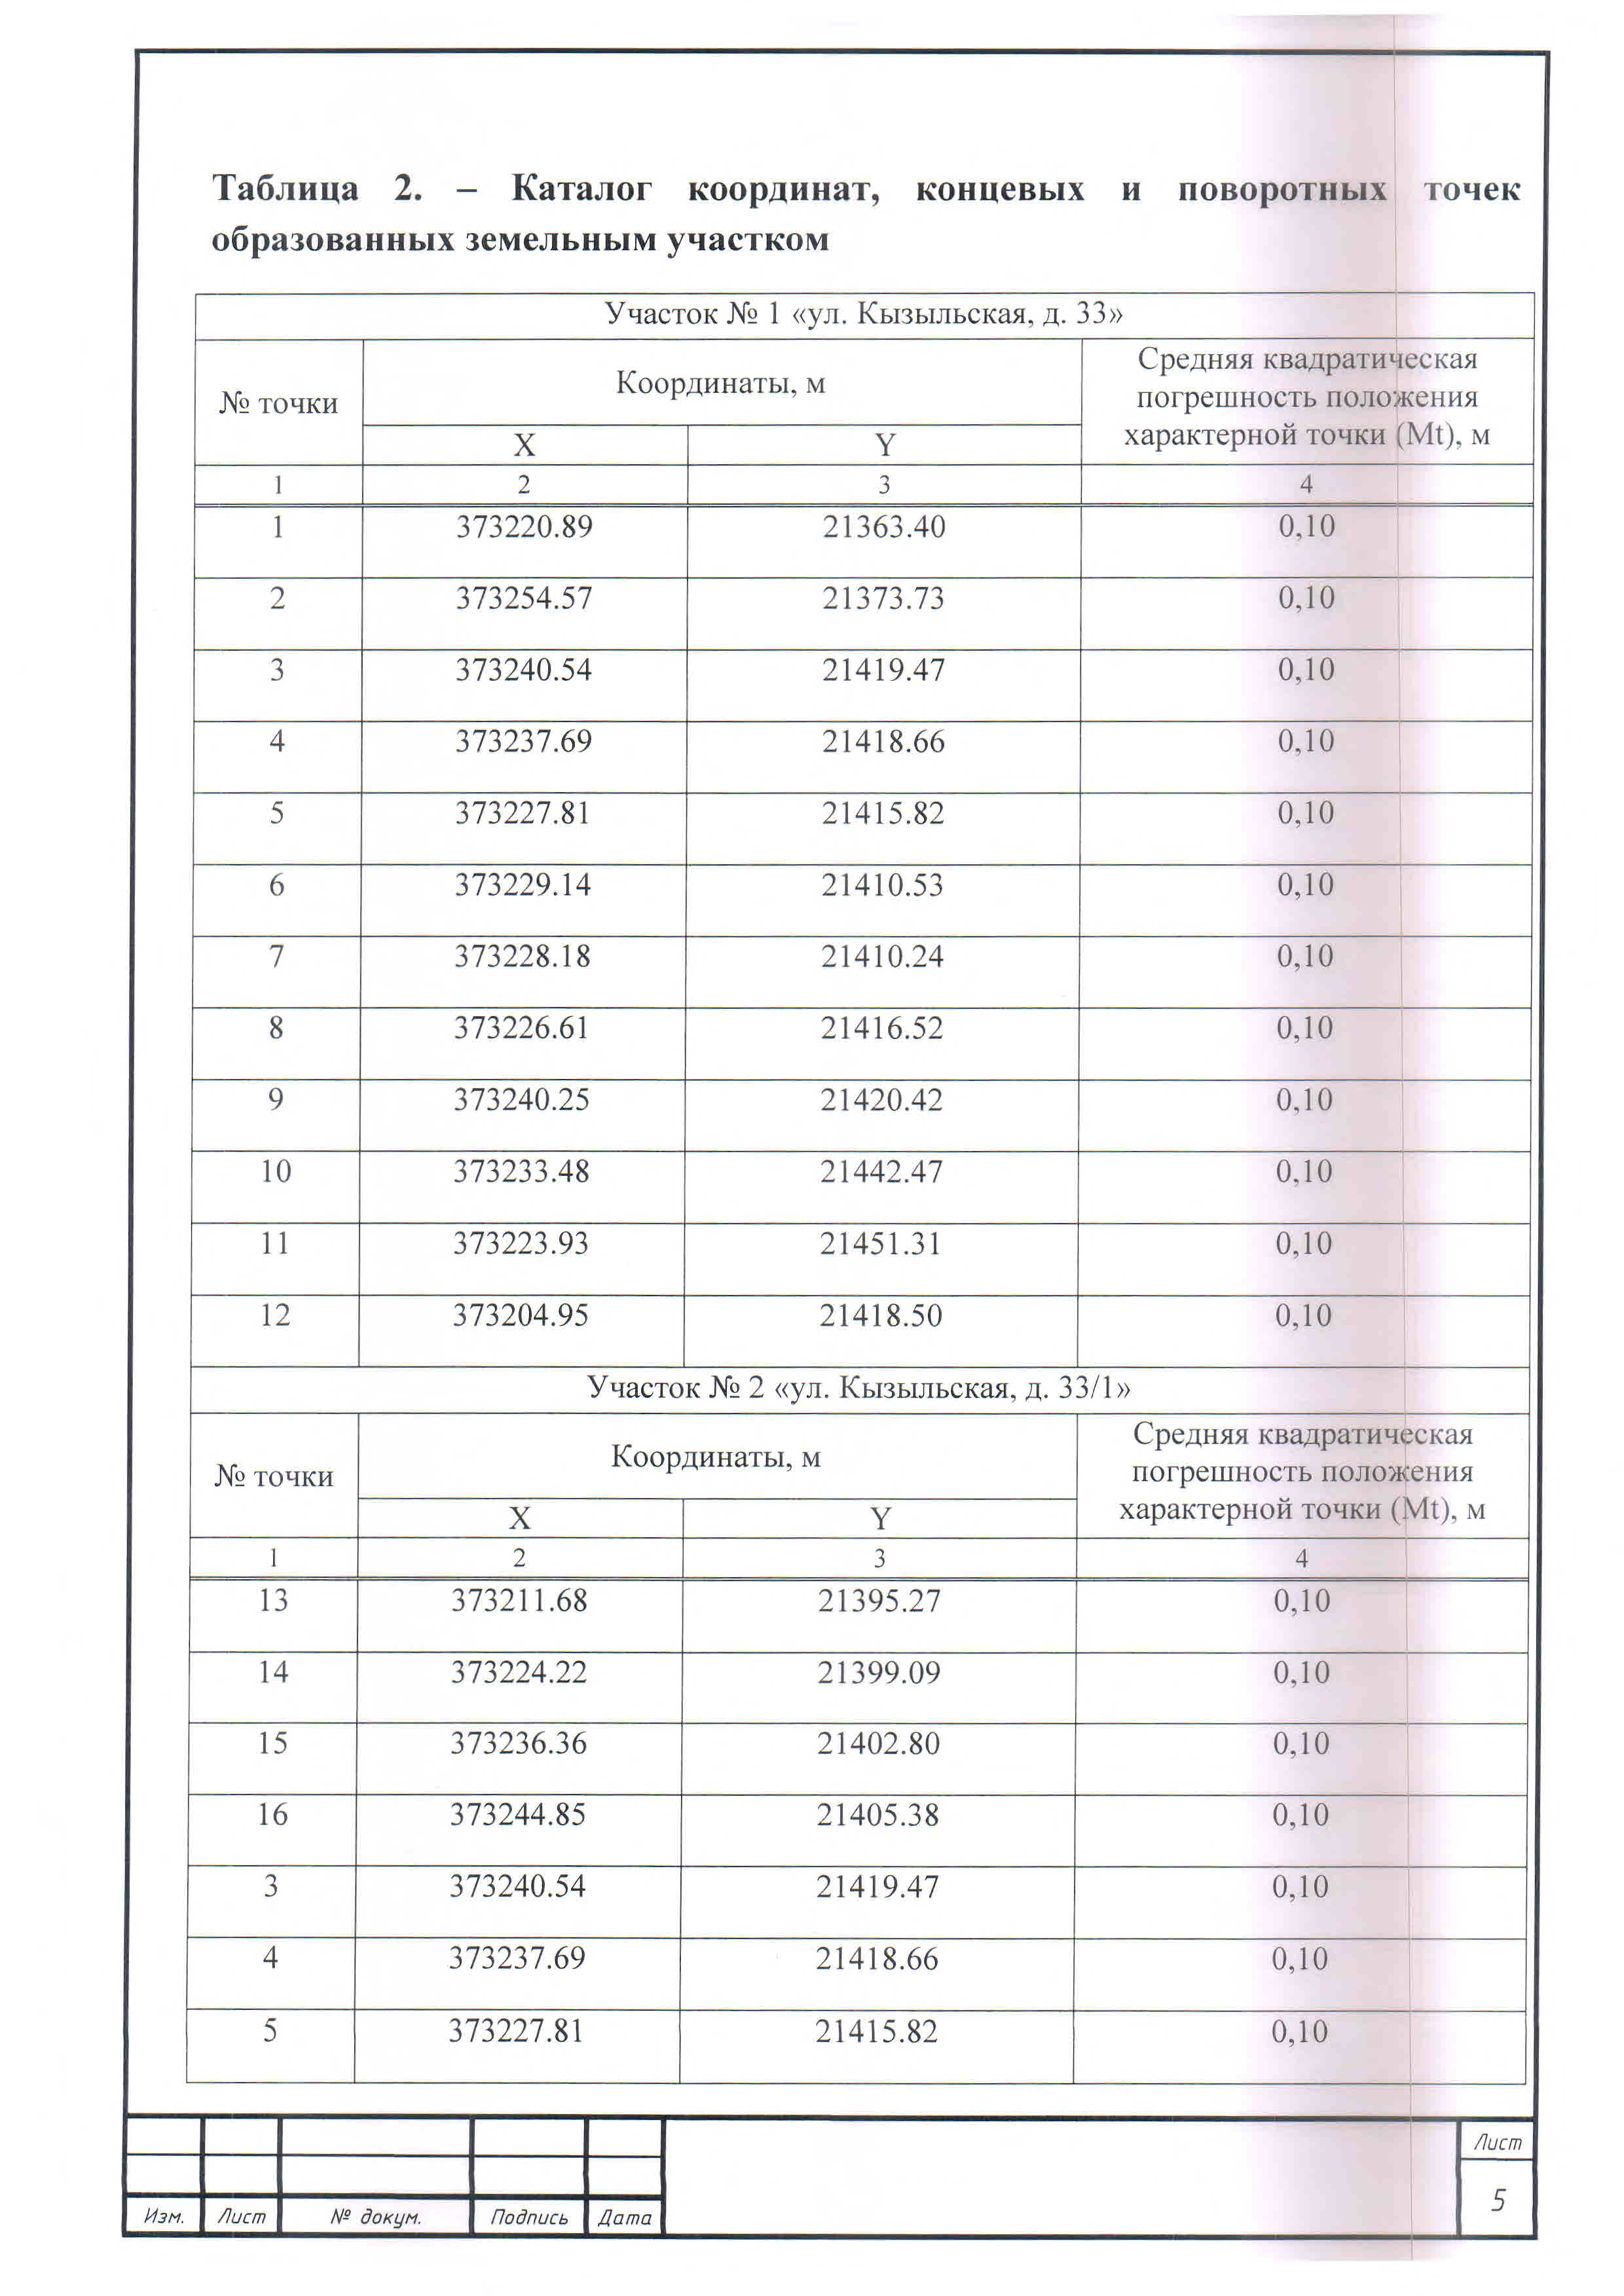 Таблица 2. – Каталог координат, концевых и поворотных точек
образованных земельным участком
Участок № 1 «ул. Кызыльская, д. 33»
№ точки
Координаты, м
Средняя квадратическая
погрешность положения
характерной точки (Mt), м
X Y
1 2 3 4
1 373220.89 21363.40 0,10
2 373254.57 21373.73 0,10
3 373240.54 21419.47 0,10
4 373237.69 21418.66 0,10
5 373227.81 21415.82 0,10
6 373229.14 21410.53 0,10
7 373228.18 21410.24 0,10
8 373226.61 21416.52 0,10
9 373240.25 21420.42 0,10
10 373233.48 21442.47 0,10
11 373223.93 21451.31 0,10
12 373204.95 21418.50 0,10
Участок № 2 «ул. Кызыльская, д. 33/1»
№ точки
Координаты, м
Средняя квадратическая
погрешность положения
характерной точки (Mt), м
X Y
1 2 3 4
13 373211.68 21395.27 0,10
14 373224.22 21399.09 0,10
15 373236.36 21402.80 0,10
16 373244.85 21405.38 0,10
3 373240.54 21419.47 0,10
4 373237.69 21418.66 0,10
5 373227.81 21415.82 0,10
Лист
5
Изм. Лист № докум. Подпись Дата